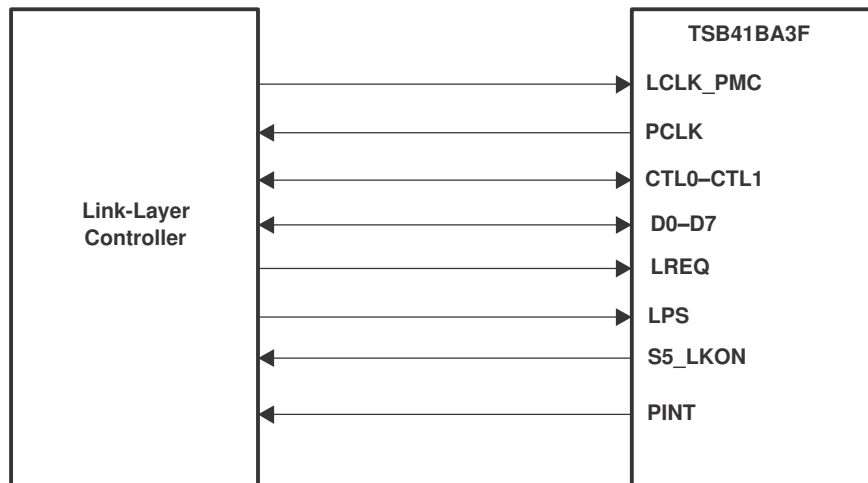 TSB41BA3F
LCLK_PMC
PCLK
CTL0–CTL1
Link-Layer
Controller
D0–D7
LREQ
LPS
S5_LKON
PINT